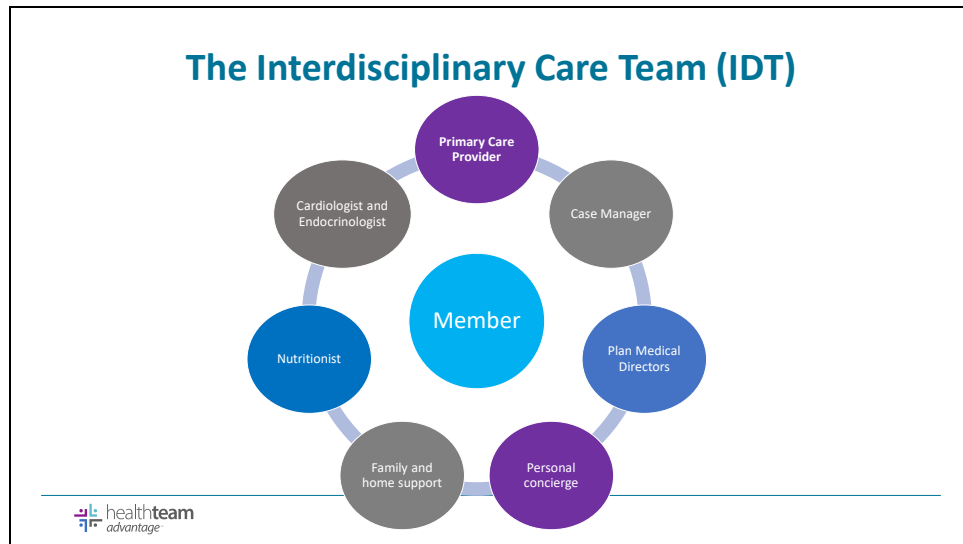 The Interdisciplinary Care Team (IDT)
Primary Care
Provider
Case Manager
Plan Medical
Directors
Personal
concierge
Family and
home support
Nutritionist
Cardiologist and
Endocrinologist
Member
healthteam
advantage